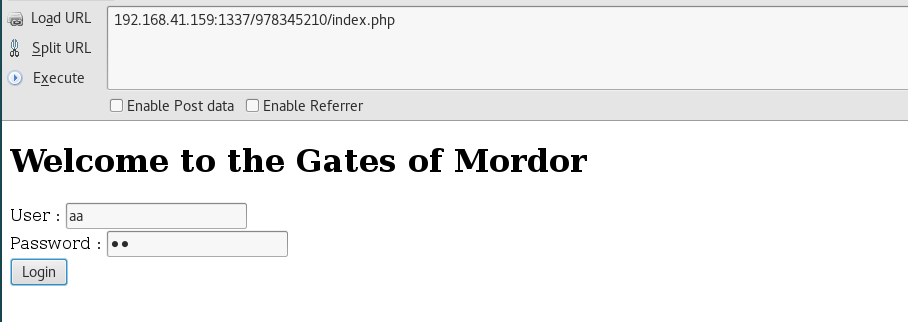 Load URL
192.168.41.159:1337/978345210/index.php
Split URL
Execute
Enable Post data Enable Referrer
Welcome to the Gates of Mordor
User : aa
Password : ••
Login